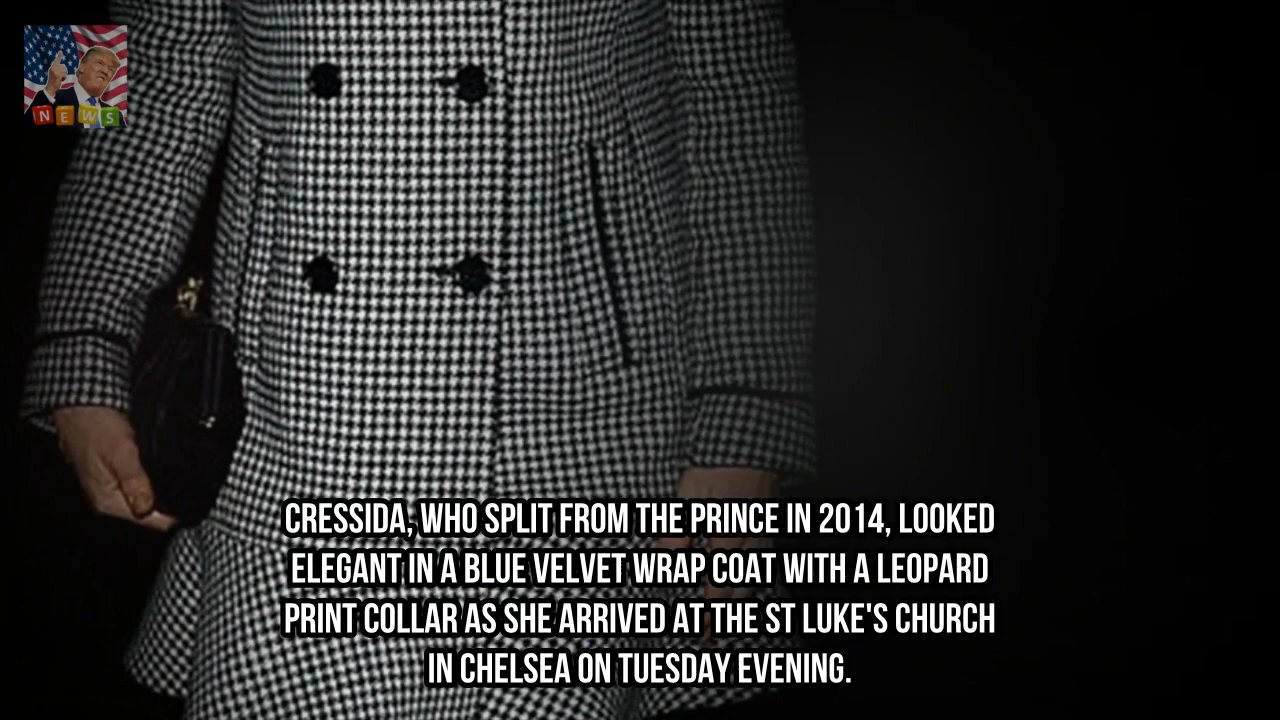 NEWS
CRESSIDA, WHO SPLIT FROM THE PRINCE IN 2014, LOOKED
ELEGANT IN A BLUE VELVET WRAP COAT WITH A LEOPARD
PRINT COLLAR AS SHE ARRIVED AT THE ST LUKE'S CHURCH
IN CHELSEA ON TUESDAY EVENING.